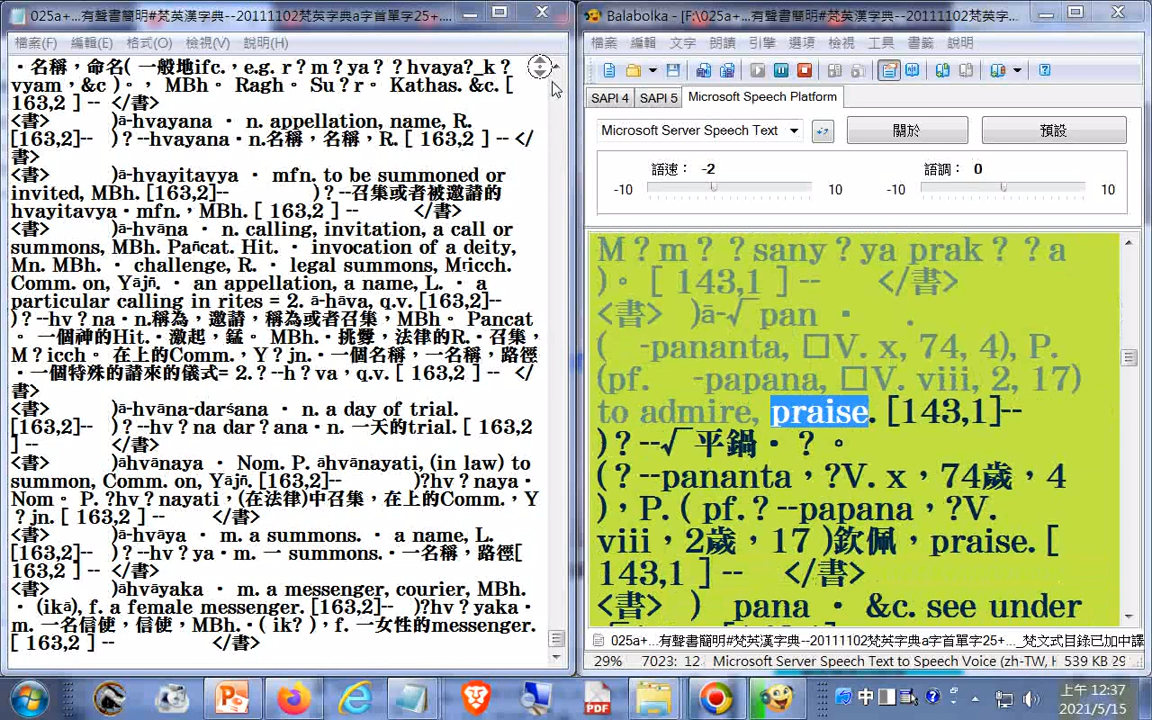 025a+...有聲書簡明#梵英漢字典--20111102梵英字典a字首單字25+....
檔案(F) 編輯(E) 格式(O) 檢視(V) 說明(H)
‧名稱，命名( 一般地ifc.，e.g. r？m？ya？？hvaya?_k？
vyam，&c )。， MBh。Ragh。Su？r。Kathas. &c. [
163,2 ] -- </書>
<書> )ā-hvayana ‧ n. appellation, name, R.
[163,2]-- )？--hvayana‧n.名稱，名稱，R. [ 163,2 ] -- </
書>
<書> )ā-hvayitavya ‧ mfn. to be summoned or
invited, MBh. [163,2]-- )？--召集或者被邀請的
hvayitavya‧mfn.，MBh. [ 163,2 ] -- </書>
<書> )ā-hvāna ‧ n. calling, invitation, a call or
summons, MBh. Pañcat. Hit. ‧ invocation of a deity,
Mn. MBh. ‧ challenge, R. ‧ legal summons, Mṛicch.
Comm. on, Yājñ. ‧ an appellation, a name, L. ‧ a
particular calling in rites = 2. ā-hāva, q.v. [163,2]--
)？--hv？na‧n.稱為，邀請，稱為或者召集，MBh。Pancat
。一個神的Hit.‧激起，錳。 MBh.‧挑釁，法律的R.‧召集，
M？icch。 在上的Comm.，Y？jn.‧一個名稱，一名稱，路徑
‧一個特殊的請來的儀式= 2.？--h？va，q.v. [ 163,2 ] -- </
書>
<書> )ā-hvāna-darśana ‧ n. a day of trial.
[163,2]-- )？--hv？na dar？ana‧n. 一天的trial. [ 163,2
] -- </書>
<書> )āhvānaya ‧ Nom. P. āhvānayati, (in law) to
summon, Comm. on, Yājñ. [163,2]-- )?hv？naya‧
Nom。 P. ?hv？nayati，(在法律)中召集，在上的Comm.，Y
？jn. [ 163,2 ] -- </書>
<書> )ā-hvāya ‧ m. a summons. ‧ a name, L.
[163,2]-- )？--hv？ya‧m. 一 summons.‧一名稱，路徑[
163,2 ] -- </書>
<書> )āhvāyaka ‧ m. a messenger, courier, MBh.
‧ (ikā), f. a female messenger. [163,2]-- )?hv？yaka‧
m. 一名信使，信使，MBh.‧( ik？)，f. 一女性的messenger.
[ 163,2 ] -- </書>
Balabolka - [F:\025a+...有聲書簡明#梵英漢字典--20111102梵英字...
檔案 編輯 文字 朗讀 引擎 選項 檢視 工具 書籤 說明
SAPI 4 SAPI 5 Microsoft Speech Platform
Microsoft Server Speech Text 關於 預設
語速： -2 語調： 0
-10 10 -10 10
M？m？？sany？ya prak？？a
)。 [ 143,1 ] -- </書>
<書> )ā-√ pan ‧ .
( -pananta, □V. x, 74, 4), P.
(pf. -papana, □V. viii, 2, 17)
to admire, praise. [143,1]--
)？--√平鍋‧？。
(？--pananta，?V. x，74歲，4
)，P. ( pf.？--papana，?V.
viii，2歲，17 )欽佩，praise. [
143,1 ] -- </書>
<書> ) pana ‧ &c. see under
025a+...有聲書簡明#梵英漢字典--20111102梵英字典a字首單字25+..._梵文式目錄已加中譯
29% 7023: 12 Microsoft Server Speech Text to Speech Voice (zh-TW, H 539 KB 29
中
PDF
上午 12:37
2021/5/15